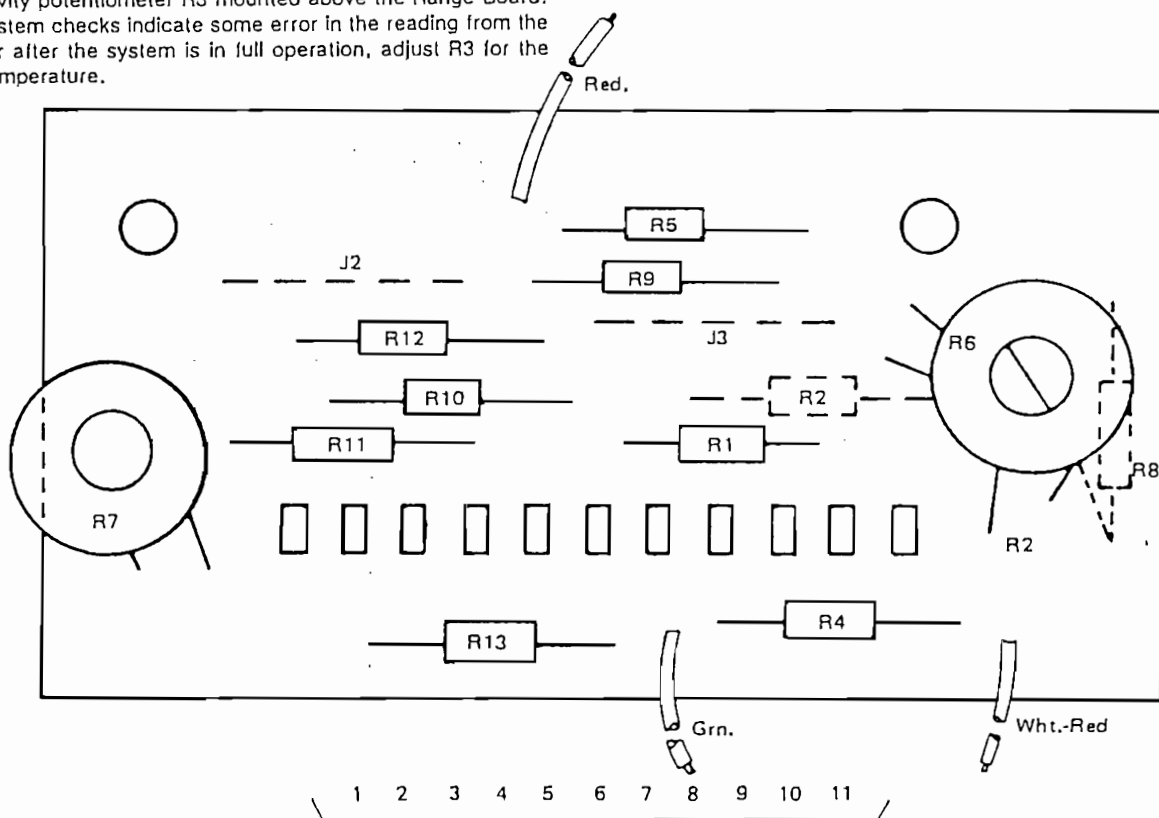 potentiometer R3 mounted above the Range Board.
checks indicate some error in the reading from the
after the system is in full operation, adjust R3 for the
Red.
R5
J2
R9
R12
J3
R6
R10
R2
R11
R1
R8
R7
R2
R4
R13
Grn.
Wht.-Red
1 2 3 4 5 6 7 8 9 10 11